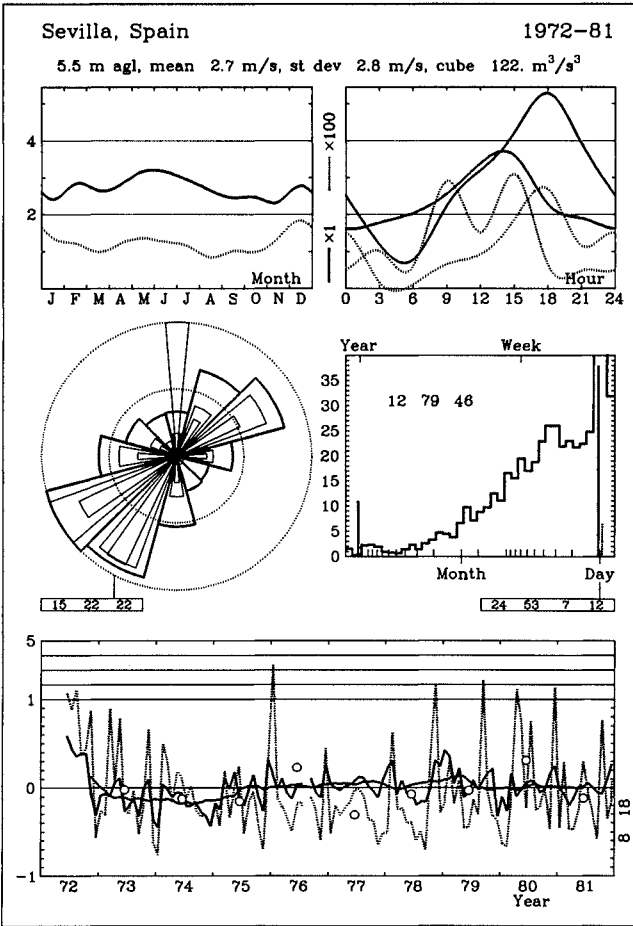 Sevilla, Spain 1972-81
5.5 m agl, mean 2.7 m/s, st dev 2.8 m/s, cube 122. m³/s³
4
2
Month
J F M A M J J A S O N D
×100
×1
Hour
0 3 6 9 12 15 18 21 24
Year Week
40
35
30
25
20
15
10
5
0
12 79 46
Month Day
15 22 22
24 53 7 12
5
1
0
-1
72 73 74 75 76 77 78 79 80 81
Year
8 18